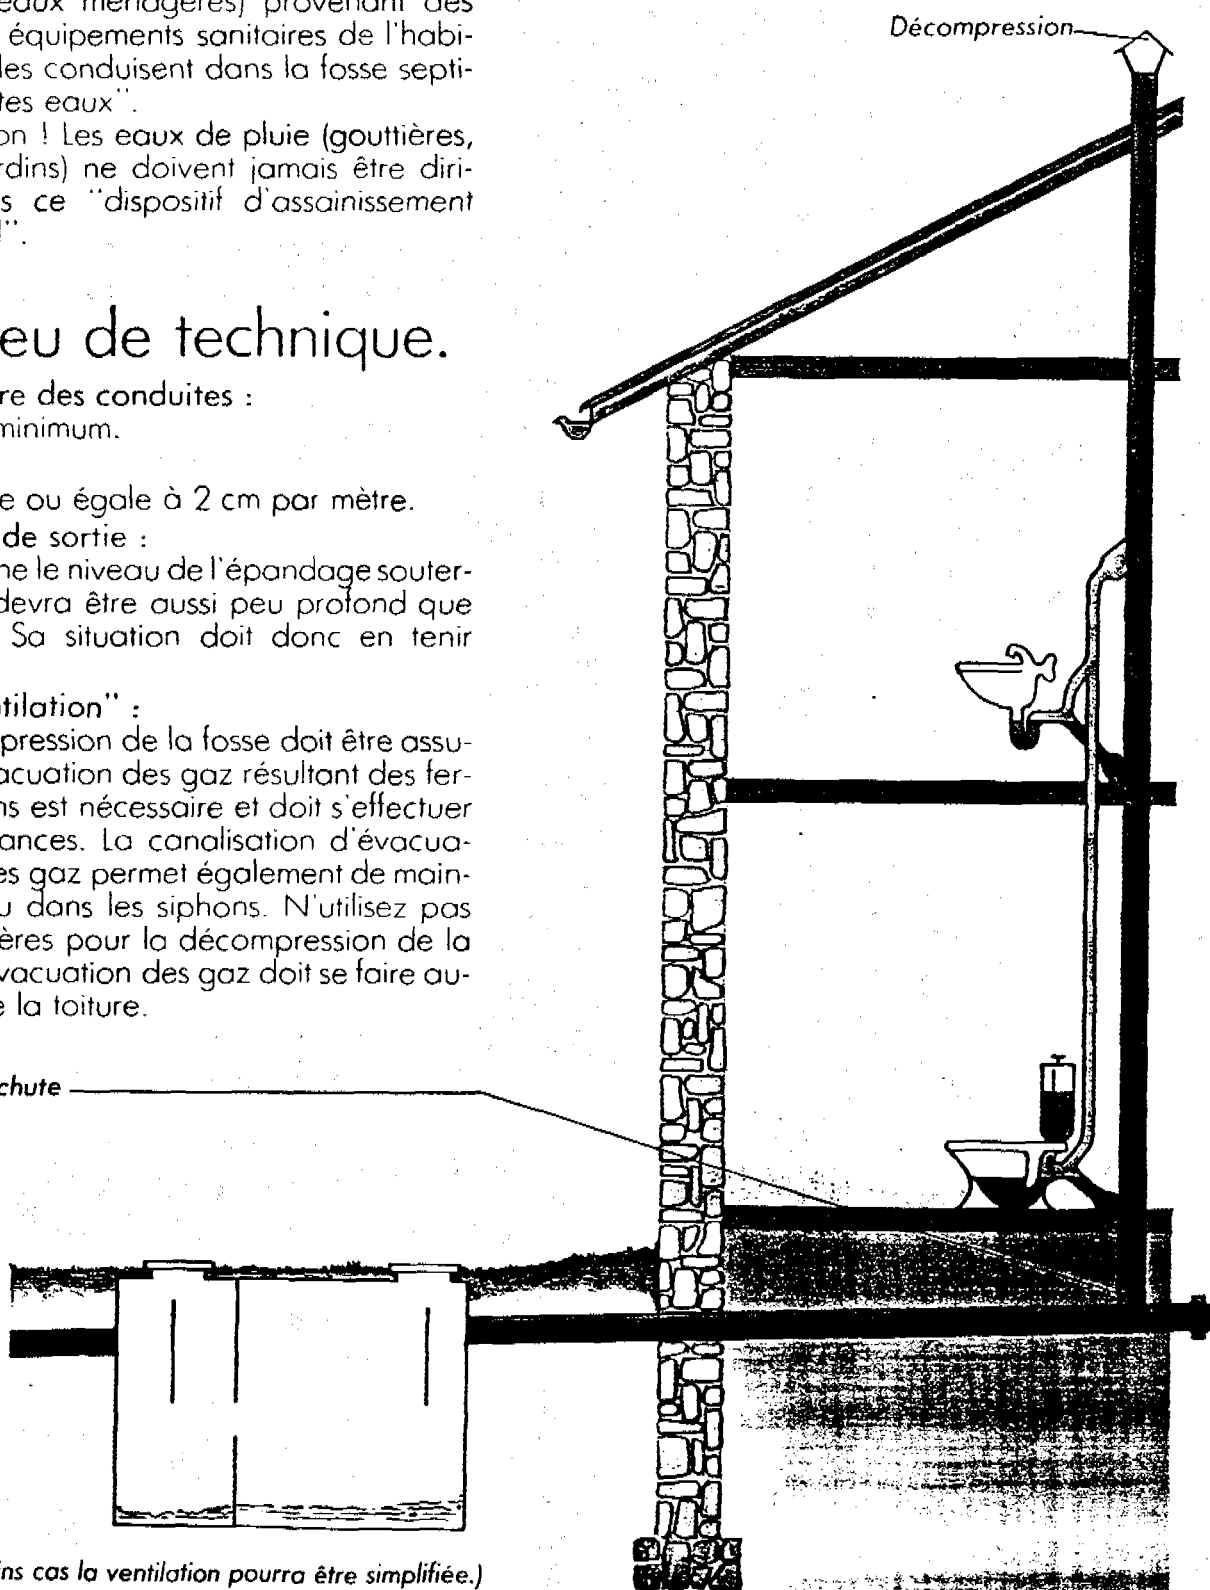 eaux ménagères) provenant des
équipements sanitaires de l'habi-
les conduisent dans la fosse septi-
tes eaux".
on ! Les eaux de pluie (gouttières,
rdins) ne doivent jamais être diri-
s ce "dispositif d'assainissement
l".
eu de technique.
re des conduites :
minimum.
e ou égale à 2 cm par mètre.
de sortie :
ne le niveau de l'épandage souter-
devra être aussi peu profond que
Sa situation doit donc en tenir
tilation" :
pression de la fosse doit être assu-
acuation des gaz résultant des fer-
ns est nécessaire et doit s'effectuer
ances. La canalisation d'évacua-
es gaz permet également de main-
u dans les siphons. N'utilisez pas
ères pour la décompression de la
vacuation des gaz doit se faire au-
e la toiture.
Décompression
chute
ins cas la ventilation pourra être simplifiée.)